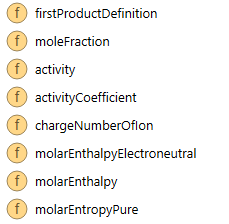 f firstProductDefinition
f moleFraction
f activity
f activityCoefficient
f chargeNumberOfIon
f molarEnthalpyElectroneutral
f molarEnthalpy
f molarEntropyPure